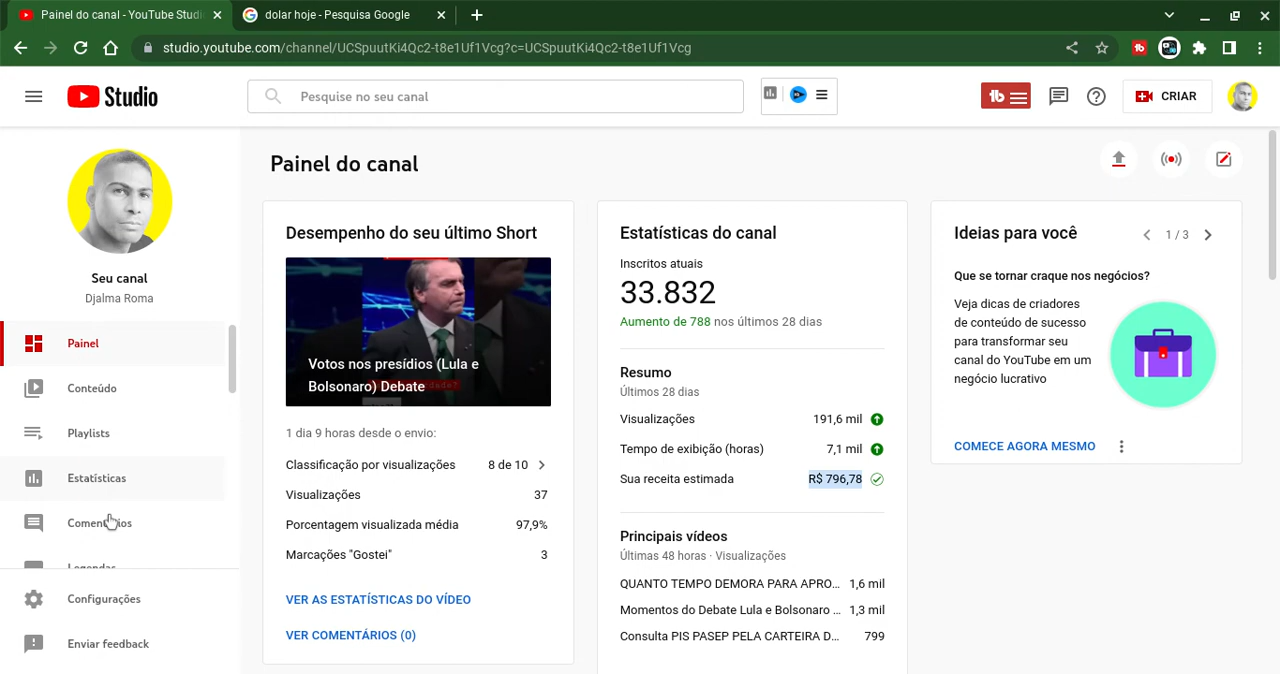 Painel do canal - YouTube Studi
dolar hoje - Pesquisa Google
studio.youtube.com/channel/UCSpuutKi4Qc2-t8e1Uf1Vcg?c=UCSpuutKi4Qc2-t8e1Uf1Vcg
Studio
Pesquise no seu canal
CRIAR
Seu canal
Djalma Roma
Painel
Conteúdo
Playlists
Estatísticas
Comentários
Legendas
Configurações
Enviar feedback
Painel do canal
Desempenho do seu último Short
Votos nos presídios (Lula e
Bolsonaro) Debate
1 dia 9 horas desde o envio:
Classificação por visualizações 8 de 10
Visualizações 37
Porcentagem visualizada média 97,9%
Marcações "Gostei" 3
VER AS ESTATÍSTICAS DO VÍDEO
VER COMENTÁRIOS (0)
Estatísticas do canal
Inscritos atuais
33.832
Aumento de 788 nos últimos 28 dias
Resumo
Últimos 28 dias
Visualizações 191,6 mil
Tempo de exibição (horas) 7,1 mil
Sua receita estimada R$ 796,78
Principais vídeos
Últimas 48 horas · Visualizações
QUANTO TEMPO DEMORA PARA APRO... 1,6 mil
Momentos do Debate Lula e Bolsonaro ... 1,3 mil
Consulta PIS PASEP PELA CARTEIRA D... 799
Ideias para você
1 / 3
Que se tornar craque nos negócios?
Veja dicas de criadores
de conteúdo de sucesso
para transformar seu
canal do YouTube em um
negócio lucrativo
COMECE AGORA MESMO